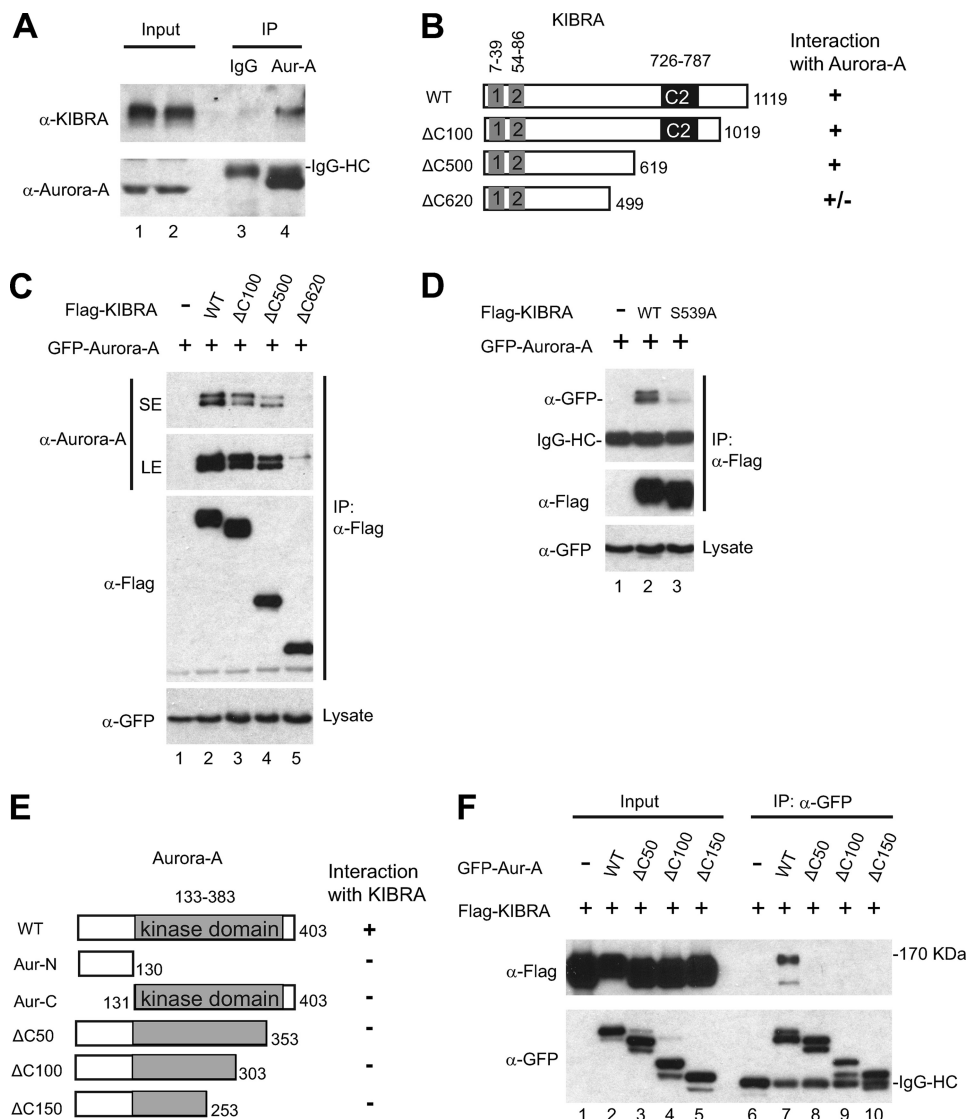 A
Input IP
IgG Aur-A
α-KIBRA
-IgG-HC
α-Aurora-A
1 2 3 4
B
KIBRA
7-39 54-86 726-787
Interaction
with Aurora-A
WT 1 2 C2 1119 +
ΔC100 1 2 C2 1019 +
ΔC500 1 2 619 +
ΔC620 1 2 499 +/-
C
Flag-KIBRA - WT ΔC100 ΔC500 ΔC620
GFP-Aurora-A + + + + +
SE
α-Aurora-A
LE
IP:
α-Flag
α-Flag
α-GFP Lysate
1 2 3 4 5
D
Flag-KIBRA - WT S539A
GFP-Aurora-A + + +
α-GFP-
IgG-HC-
IP:
α-Flag
α-Flag
α-GFP Lysate
1 2 3
E
Aurora-A
Interaction
with KIBRA
133-383
WT kinase domain 403 +
Aur-N 130 -
Aur-C 131 kinase domain 403 -
ΔC50 353 -
ΔC100 303 -
ΔC150 253 -
F
Input IP: α-GFP
GFP-Aur-A - WT ΔC50 ΔC100 ΔC150 - WT ΔC50 ΔC100 ΔC150
Flag-KIBRA + + + + + + + + + +
-170 KDa
α-Flag
α-GFP
-IgG-HC
1 2 3 4 5 6 7 8 9 10